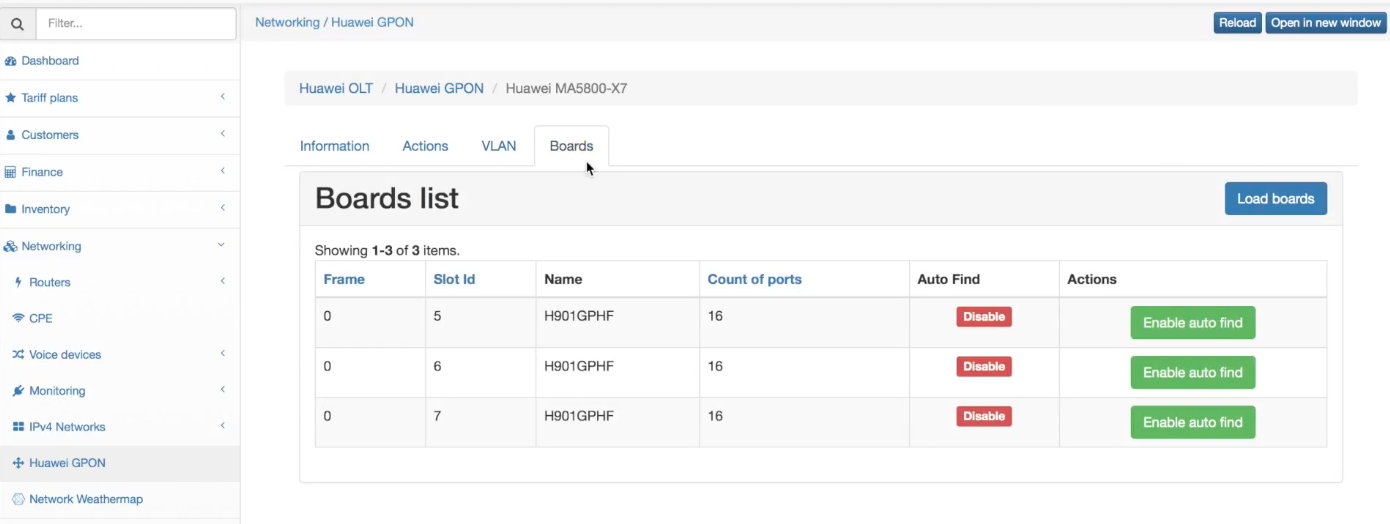 Filter...
Networking / Huawei GPON
Reload
Open in new window
Dashboard
Tariff plans
Customers
Finance
Inventory
Networking
Routers
CPE
Voice devices
Monitoring
IPv4 Networks
Huawei GPON
Network Weathermap
Huawei OLT / Huawei GPON / Huawei MA5800-X7
Information Actions VLAN Boards
Boards list
Load boards
Showing 1-3 of 3 items.
Frame Slot Id Name Count of ports Auto Find Actions
0 5 H901GPHF 16 Disable Enable auto find
0 6 H901GPHF 16 Disable Enable auto find
0 7 H901GPHF 16 Disable Enable auto find